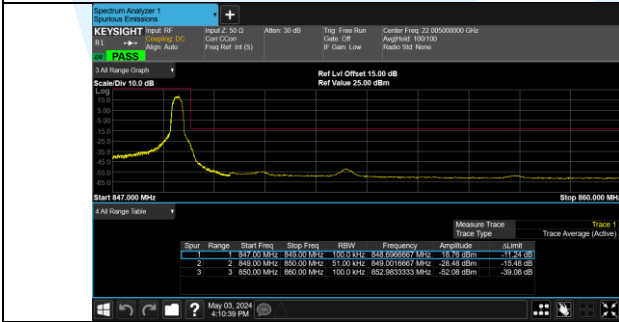 Spectrum Analyzer 1
Spurious Emissions
+
KEYSIGHT Input: RF Input Z: 50 Ω Atten: 30 dB Trig: Free Run Center Freq: 22.005000000 GHz
RL Coupling: DC Corr CCorr Gate: Off Avg|Hold: 100/100
Align: Auto Freq Ref: Int (S) IF Gain: Low Radio Std: None
PASS
3 All Range Graph
Ref Lvl Offset 15.00 dB
Scale/Div 10.0 dB Ref Value 25.00 dBm
Log
15.0
5.00
-5.00
-15.0
-25.0
-35.0
-45.0
-55.0
-65.0
Start 847.000 MHz Stop 860.000 MHz
4 All Range Table
Measure Trace Trace 1
Trace Type Trace Average (Active)
Spur Range Start Freq Stop Freq RBW Frequency Amplitude ΔLimit
1 1 847.00 MHz 849.00 MHz 100.0 kHz 848.6966667 MHz 18.76 dBm -11.24 dB
2 2 849.00 MHz 850.00 MHz 51.00 kHz 849.0016667 MHz -28.48 dBm -15.48 dB
3 3 850.00 MHz 860.00 MHz 100.0 kHz 852.9833333 MHz -52.08 dBm -39.08 dB
?
May 03, 2024
4:10:39 PM